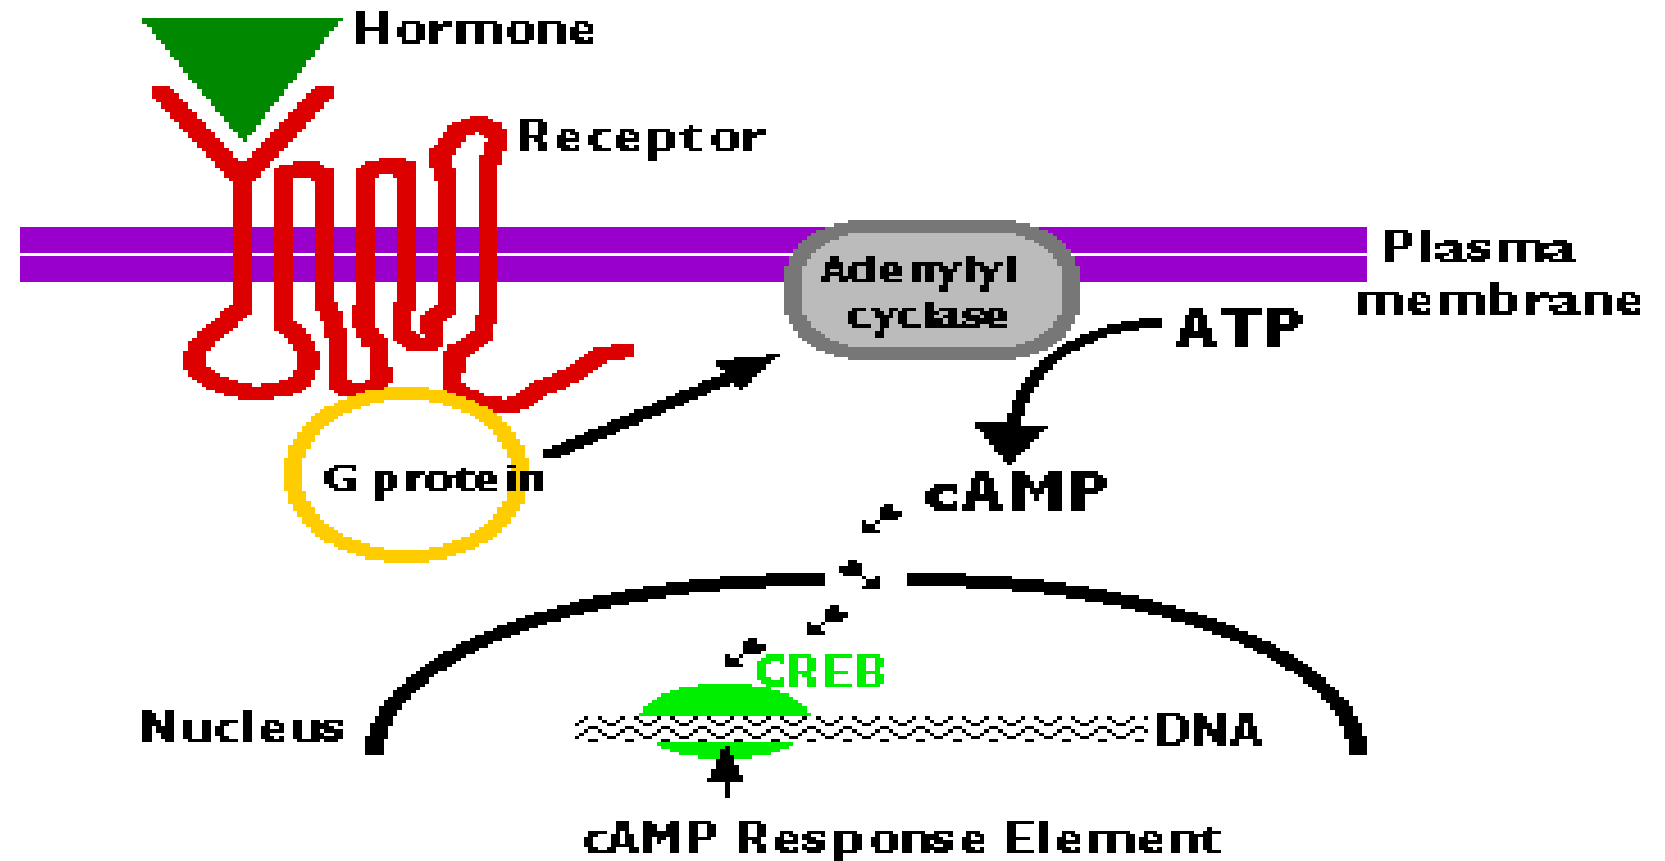 Hormone
Receptor
Plasma
membrane
Adenylyl
cyclase
ATP
G protein
cAMP
CREB
Nucleus
DNA
cAMP Response Element